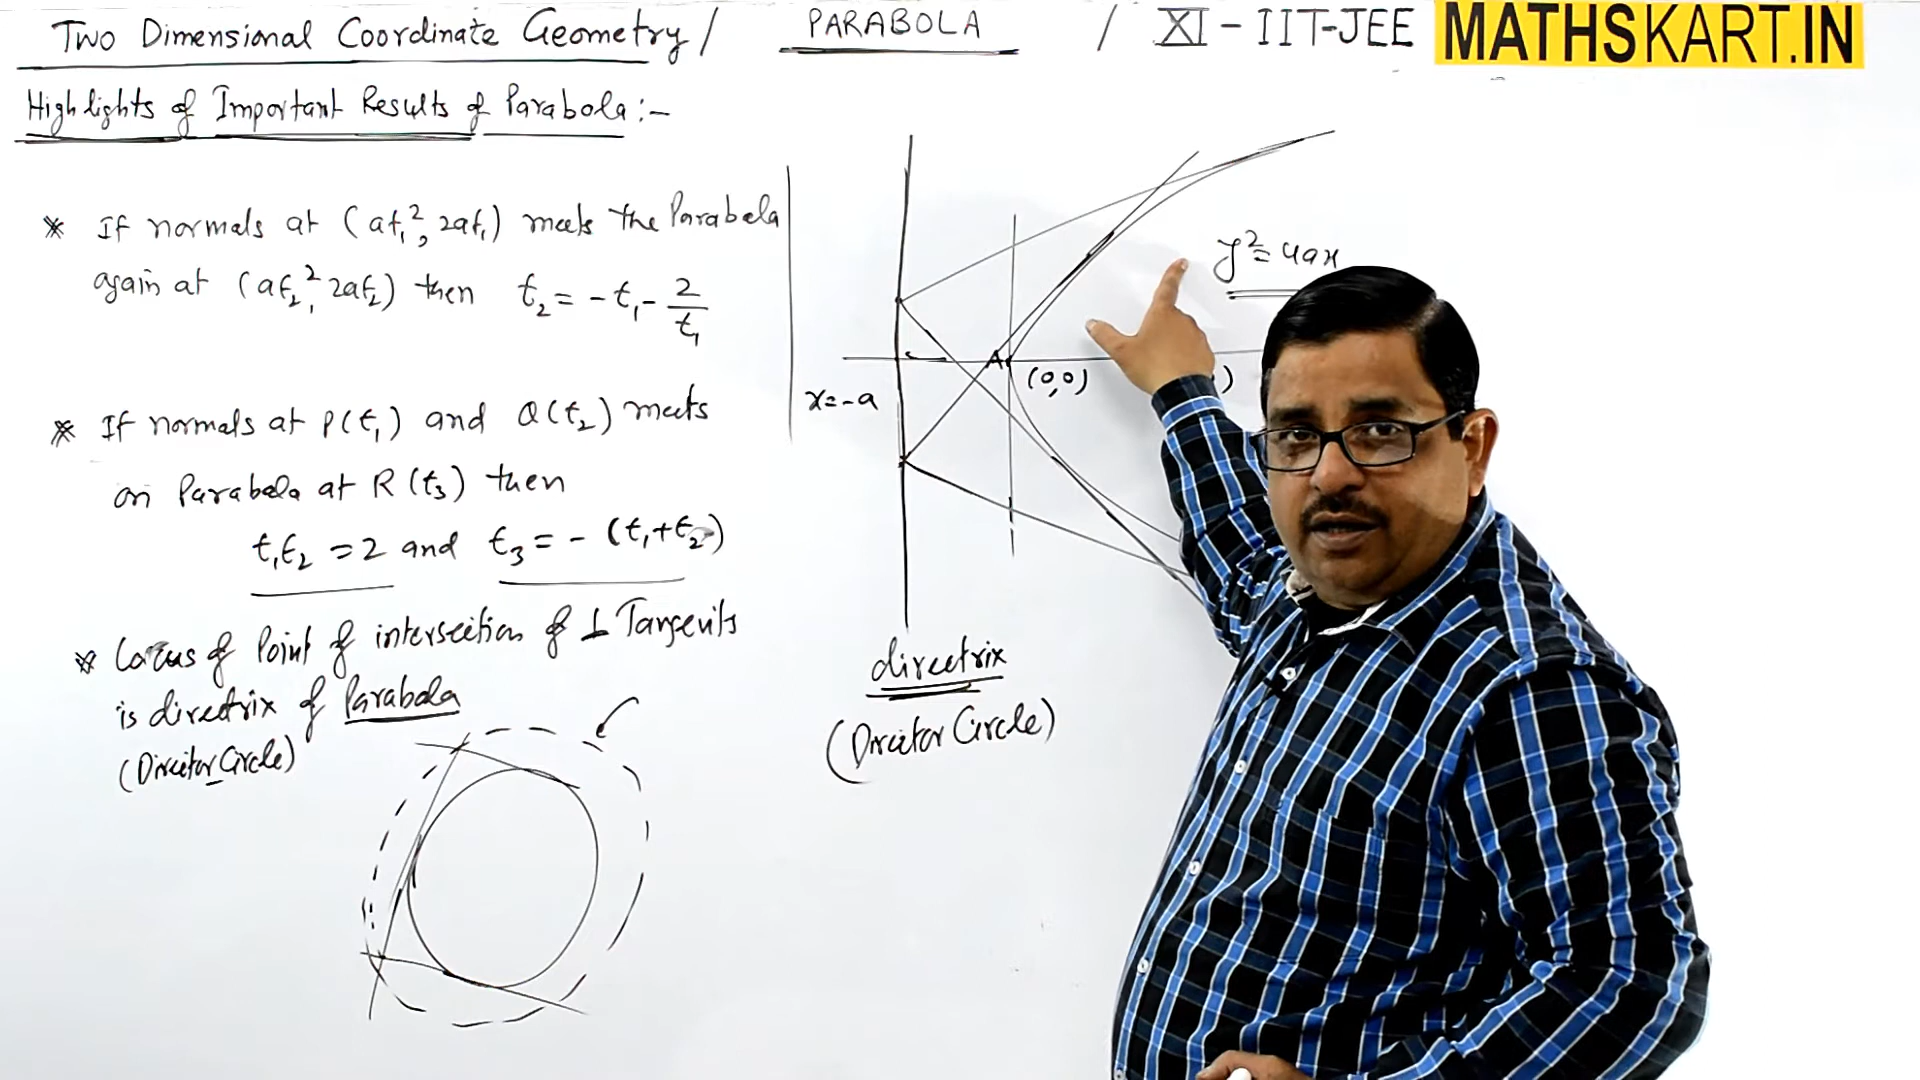 Two Dimensional Coordinate Geometry / PARABOLA / XI - IIT-JEE MATHSKART.IN
Highlights of Important Results of Parabola :-
* If normals at (at₁², 2at₁) meets the Parabola
again at (at₂², 2at₂) then t₂ = -t₁ - 2/t₁
* If normals at P(t₁) and Q(t₂) meets
on Parabola at R(t₃) then
t₁t₂ = 2 and t₃ = - (t₁+t₂)
* Locus of Point of intersection of ⊥ Tangents
is directrix of Parabola
(Director Circle)
y² = 4ax
A
(0,0)
)
x=-a
directrix
(Director Circle)